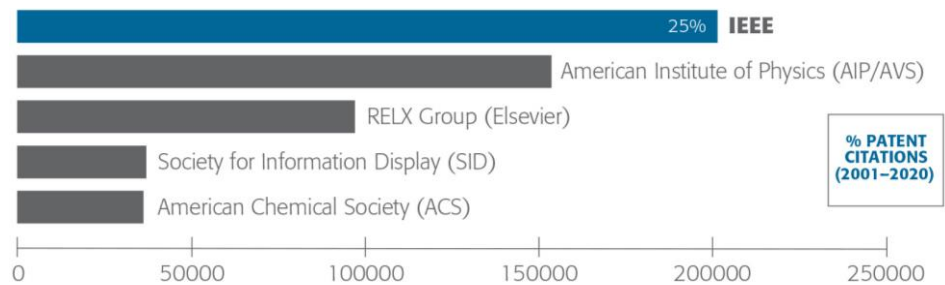 25% IEEE
American Institute of Physics (AIP/AVS)
RELX Group (Elsevier)
Society for Information Display (SID)
American Chemical Society (ACS)
% PATENT
CITATIONS
(2001–2020)
0 50000 100000 150000 200000 250000